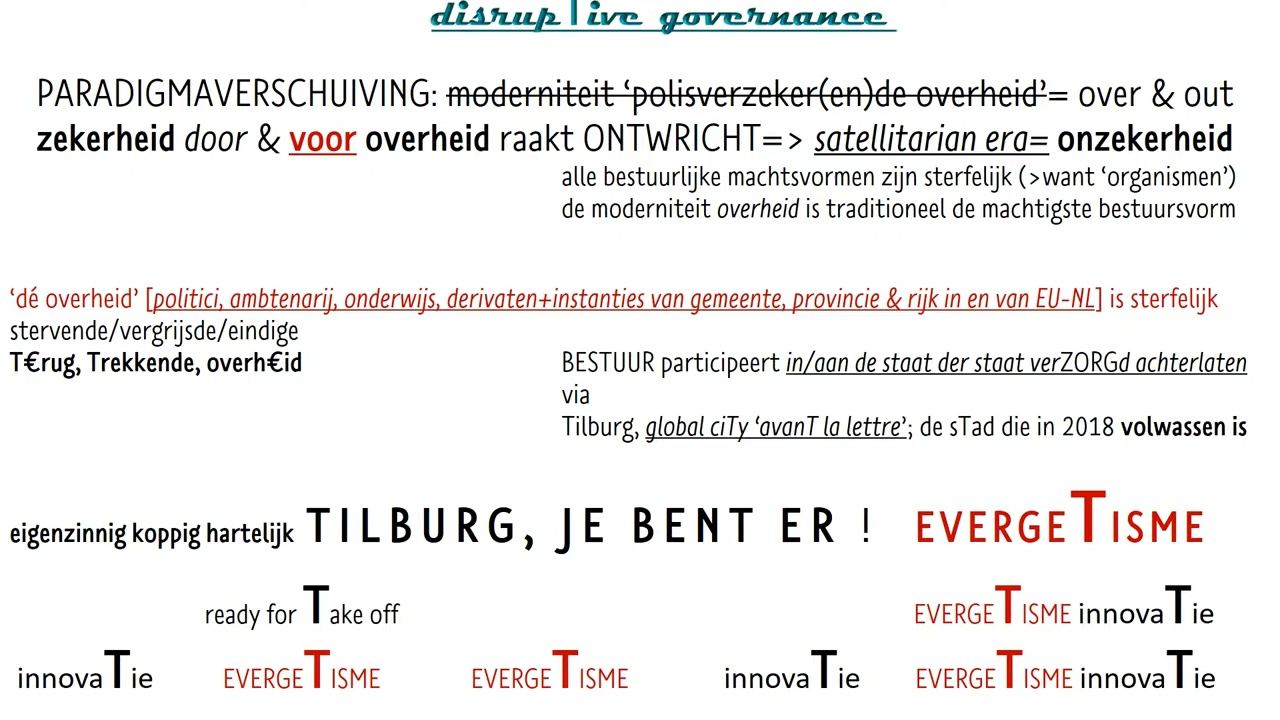 disrupTive governance
PARADIGMAVERSCHUIVING: moderniteit ‘polisverzeker(en)de overheid’= over & out
zekerheid door & voor overheid raakt ONTWRICHT=> satellitarian era= onzekerheid
alle bestuurlijke machtsvormen zijn sterfelijk (>want ‘organismen’)
de moderniteit overheid is traditioneel de machtigste bestuursvorm
‘dé overheid’ [politici, ambtenarij, onderwijs, derivaten+instanties van gemeente, provincie & rijk in en van EU-NL] is sterfelijk
stervende/vergrijsde/eindige
T€rug, Trekkende, overh€id
BESTUUR participeert in/aan de staat der staat verZORGd achterlaten
via
Tilburg, global ciTy ‘avanT la lettre’; de sTad die in 2018 volwassen is
eigenzinnig koppig hartelijk TILBURG, JE BENT ER ! EVERGETISME
ready for Take off EVERGETISME innovaTie
innovaTie EVERGETISME EVERGETISME innovaTie EVERGETISME innovaTie